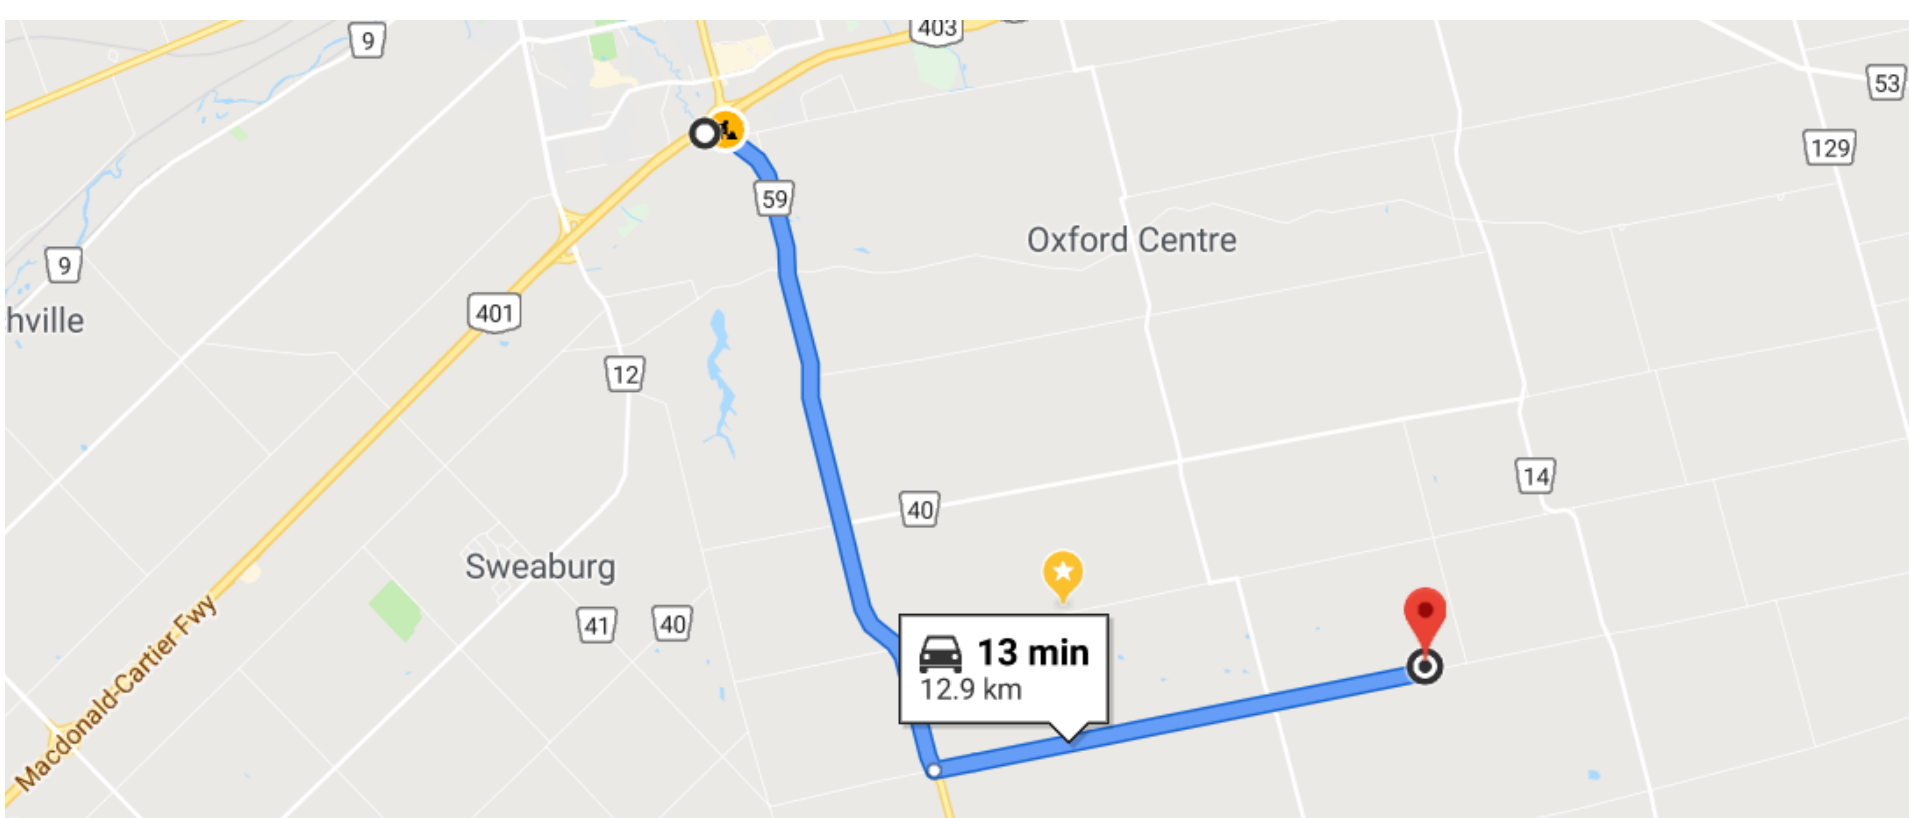 9
403
53
129
59
Oxford Centre
9
401
hville
12
14
40
Sweaburg
41
40
13 min
12.9 km
Macdonald-Cartier Fwy